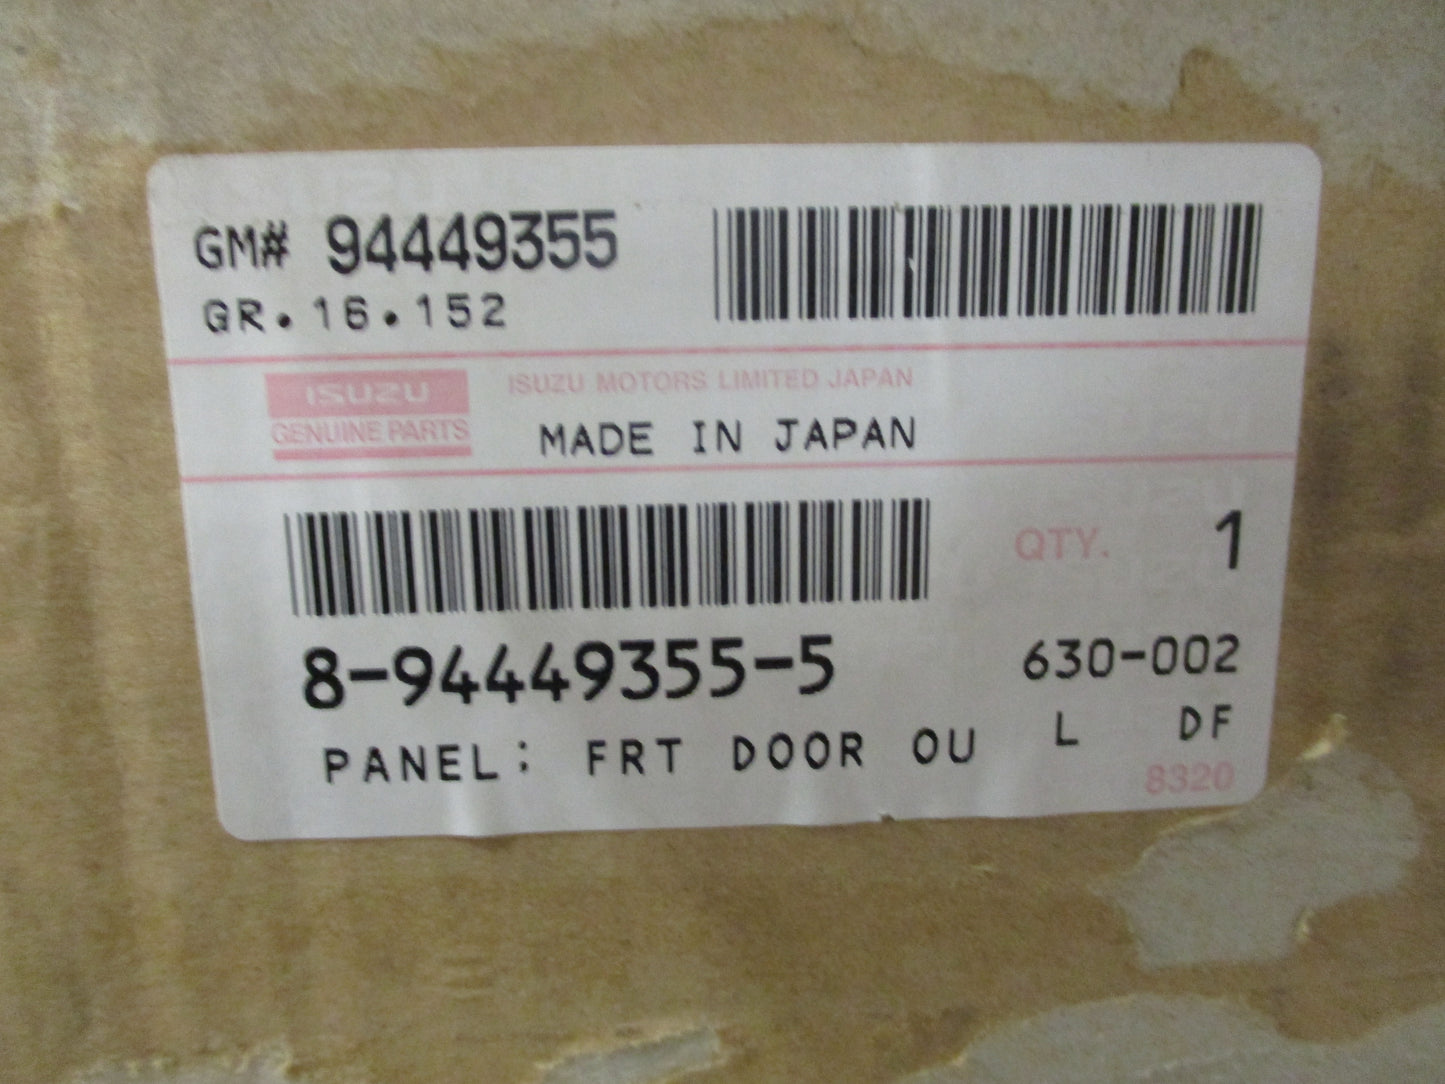 GM# 94449355
GR.16.152
ISUZU
GENUINE PARTS
ISUZU MOTORS LIMITED JAPAN
MADE IN JAPAN
QTY. 1
8-94449355-5
630-002
PANEL; FRT DOOR OU L DF
8320